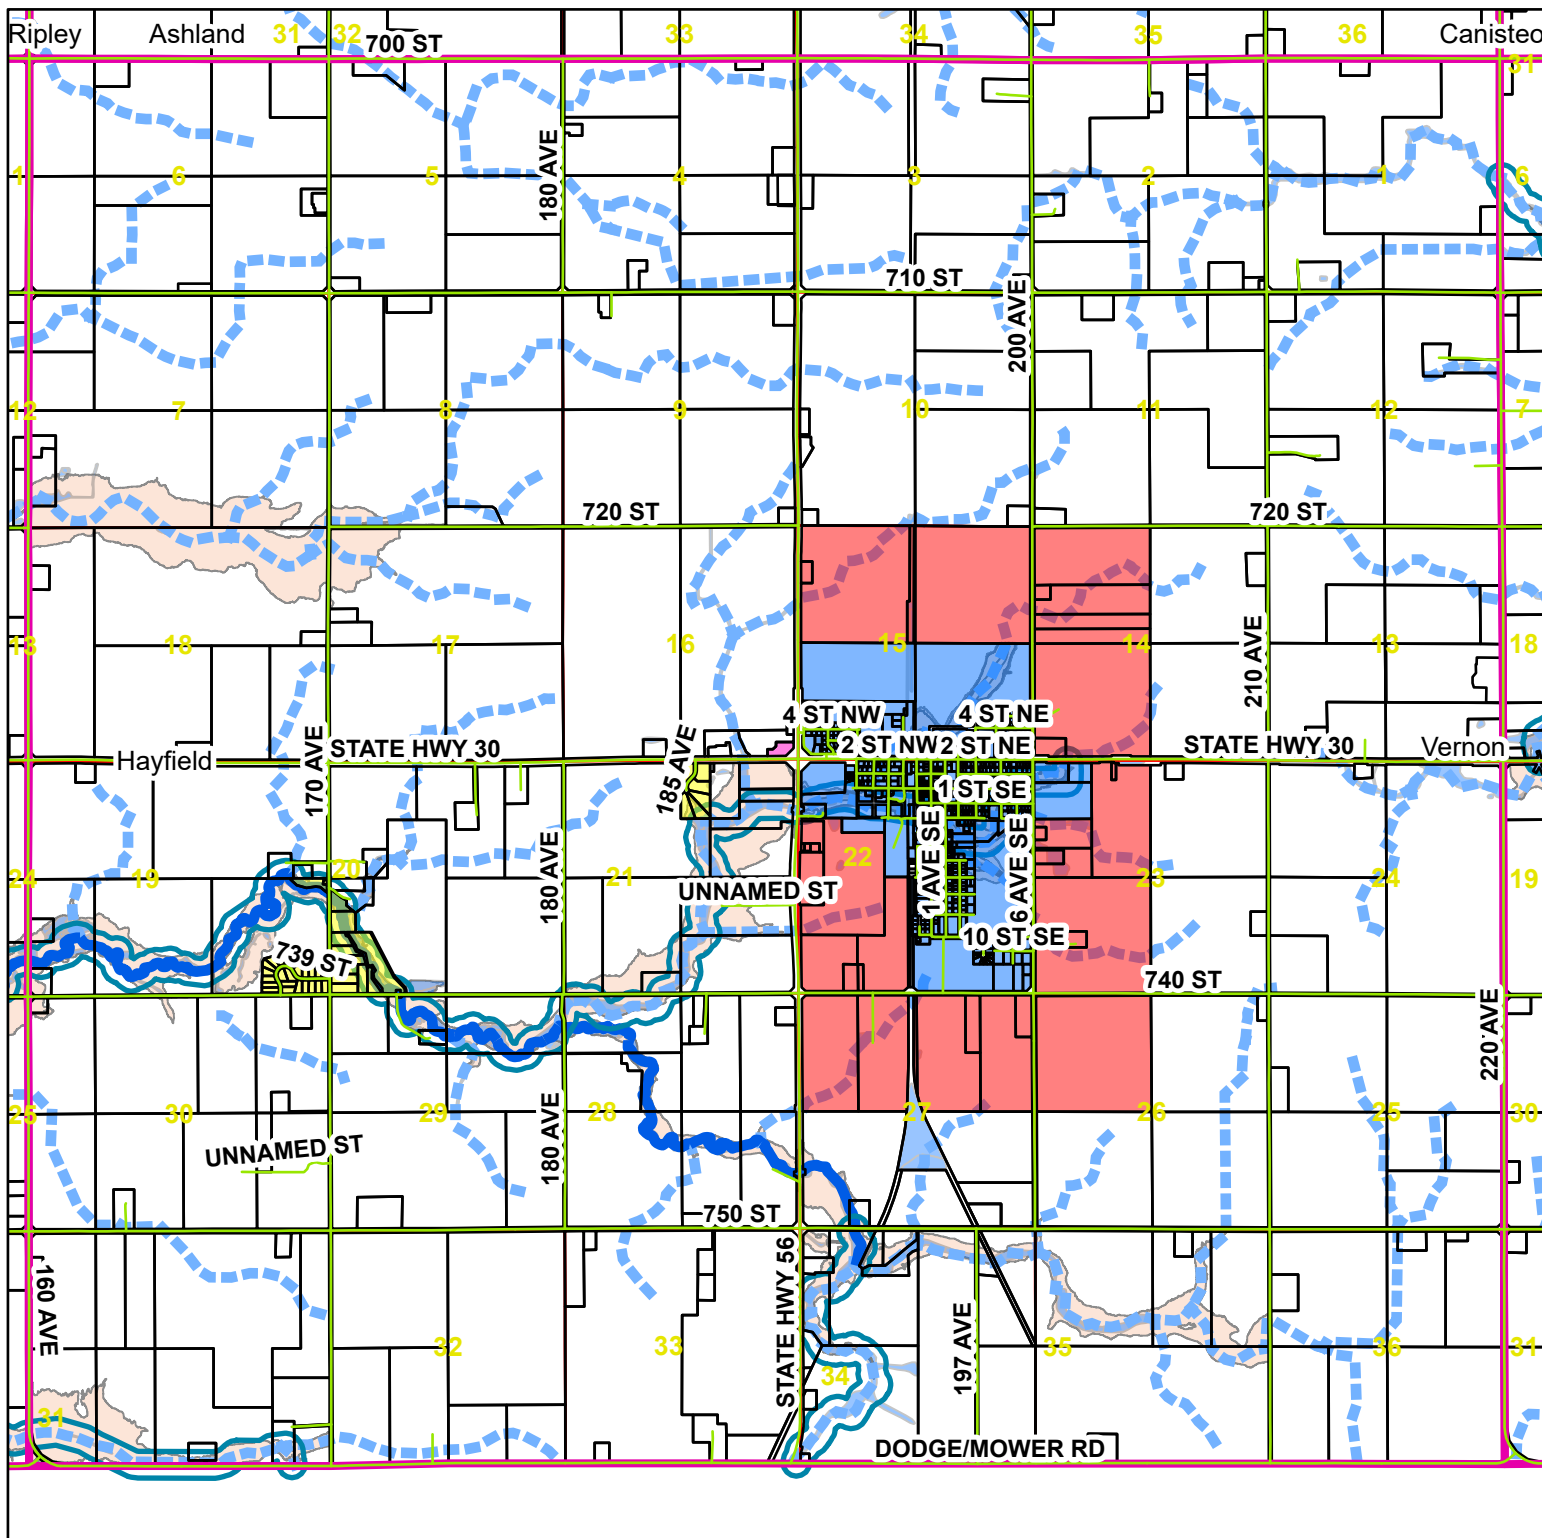 Ripley Ashland 31 32 33 34 35 36 Canisteo
700 ST
31
1 6 5 4 3 2 1 6
180 AVE
710 ST
200 AVE
12 7 8 9 10 11 12 7
720 ST 720 ST
13 18 17 16 15 14 13 18
210 AVE
4 ST NW 4 ST NE
Hayfield STATE HWY 30 2 ST NW 2 ST NE STATE HWY 30 Vernon
170 AVE 185 AVE 1 ST SE
180 AVE 22 1 AVE SE 6 AVE SE
24 19 20 21 23 24 19
UNNAMED ST
10 ST SE
739 ST
740 ST
220 AVE
25 30 29 28 27 26 25 30
180 AVE
UNNAMED ST
750 ST
160 AVE STATE HWY 56 197 AVE
32 33 35 36 31
34
31
DODGE/MOWER RD